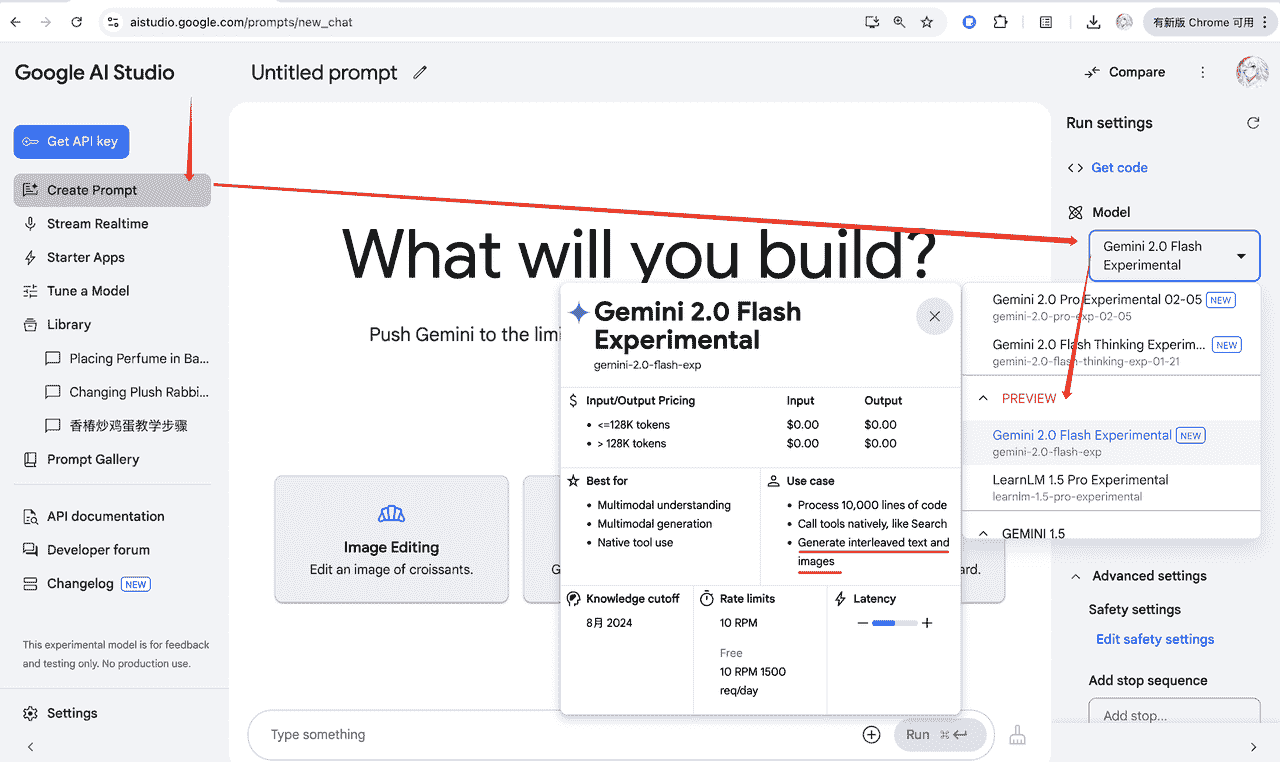 aistudio.google.com/prompts/new_chat
有新版 Chrome 可用
Google AI Studio
Untitled prompt
Compare
Get API key
Create Prompt
Stream Realtime
Starter Apps
Tune a Model
Library
Placing Perfume in Ba...
Changing Plush Rabbi...
香椿炒鸡蛋教学步骤
Prompt Gallery
API documentation
Developer forum
Changelog NEW
This experimental model is for feedback
and testing only. No production use.
Settings
What will you build?
Push Gemini to the limi
Image Editing
Edit an image of croissants.
G
ard.
Type something
Run ⌘ ↵
Gemini 2.0 Flash
Experimental
gemini-2.0-flash-exp
Input/Output Pricing Input Output
<=128K tokens $0.00 $0.00
> 128K tokens $0.00 $0.00
Best for
Multimodal understanding
Multimodal generation
Native tool use
Use case
Process 10,000 lines of code
Call tools natively, like Search
Generate interleaved text and
images
Knowledge cutoff
8月 2024
Rate limits
10 RPM
Free
10 RPM 1500
req/day
Latency
Run settings
Get code
Model
Gemini 2.0 Flash
Experimental
Gemini 2.0 Pro Experimental 02-05 NEW
gemini-2.0-pro-exp-02-05
Gemini 2.0 Flash Thinking Experim... NEW
gemini-2.0-flash-thinking-exp-01-21
PREVIEW
Gemini 2.0 Flash Experimental NEW
gemini-2.0-flash-exp
LearnLM 1.5 Pro Experimental
learnlm-1.5-pro-experimental
GEMINI 1.5
Advanced settings
Safety settings
Edit safety settings
Add stop sequence
Add stop...